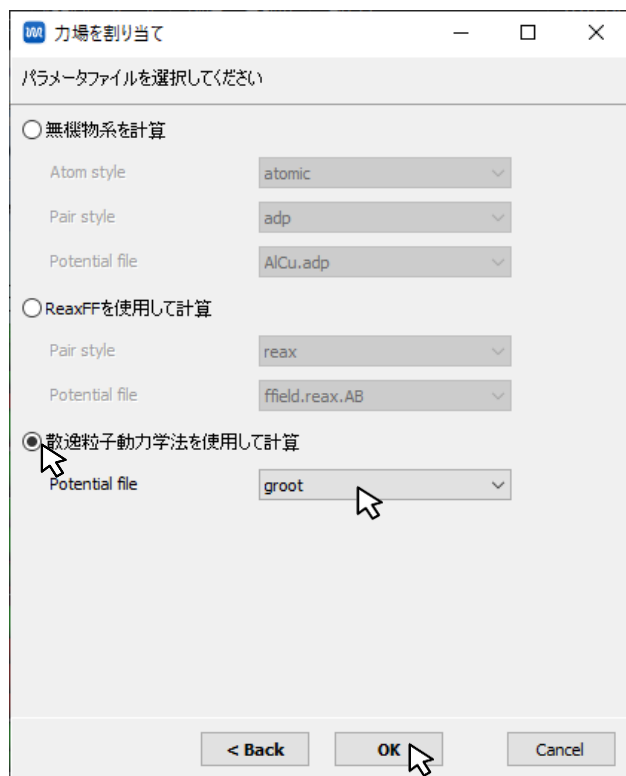 力場を割り当て
パラメータファイルを選択してください
無機物系を計算
Atom style atomic
Pair style adp
Potential file AlCu.adp
ReaxFFを使用して計算
Pair style reax
Potential file ffield.reax.AB
散逸粒子動力学法を使用して計算
Potential file groot
< Back OK Cancel